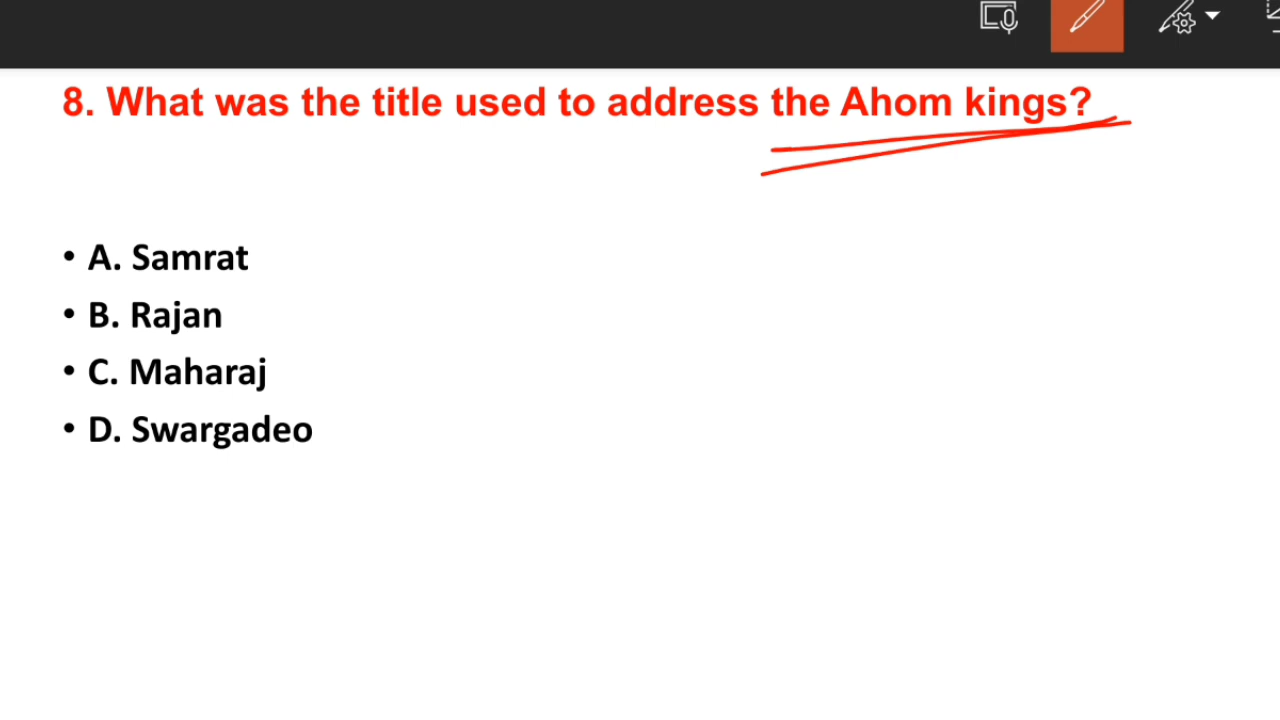 8. What was the title used to address the Ahom kings?
• A. Samrat
• B. Rajan
• C. Maharaj
• D. Swargadeo